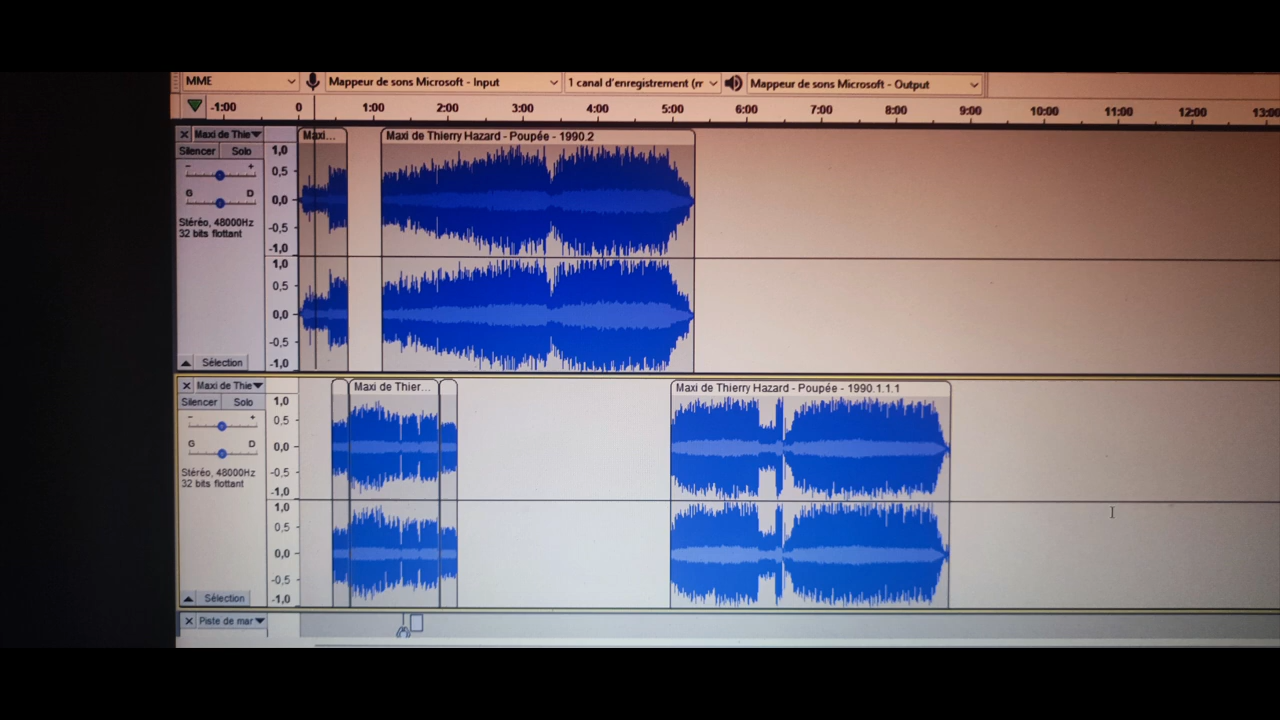 MME Mappeur de sons Microsoft - Input 1 canal d'enregistrement (m Mappeur de sons Microsoft - Output
-1:00 0 1:00 2:00 3:00 4:00 5:00 6:00 7:00 8:00 9:00 10:00 11:00 12:00 13:00
Maxi de Thie Maxi... Maxi de Thierry Hazard - Poupée - 1990.2
Silencer Solo
- +
G D
Stéréo, 48000Hz
32 bits flottant
1,0
0,5
0,0
-0,5
-1,0
1,0
0,5
0,0
-0,5
-1,0
Sélection
Maxi de Thie Maxi de Thier... Maxi de Thierry Hazard - Poupée - 1990.1.1.1
Silencer Solo
- +
G D
Stéréo, 48000Hz
32 bits flottant
1,0
0,5
0,0
-0,5
-1,0
1,0
0,5
0,0
-0,5
-1,0
Sélection
Piste de mar